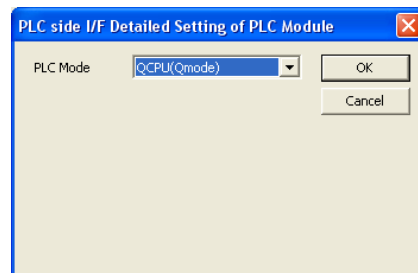 PLC side I/F Detailed Setting of PLC Module
PLC Mode QCPU(Qmode) OK
Cancel